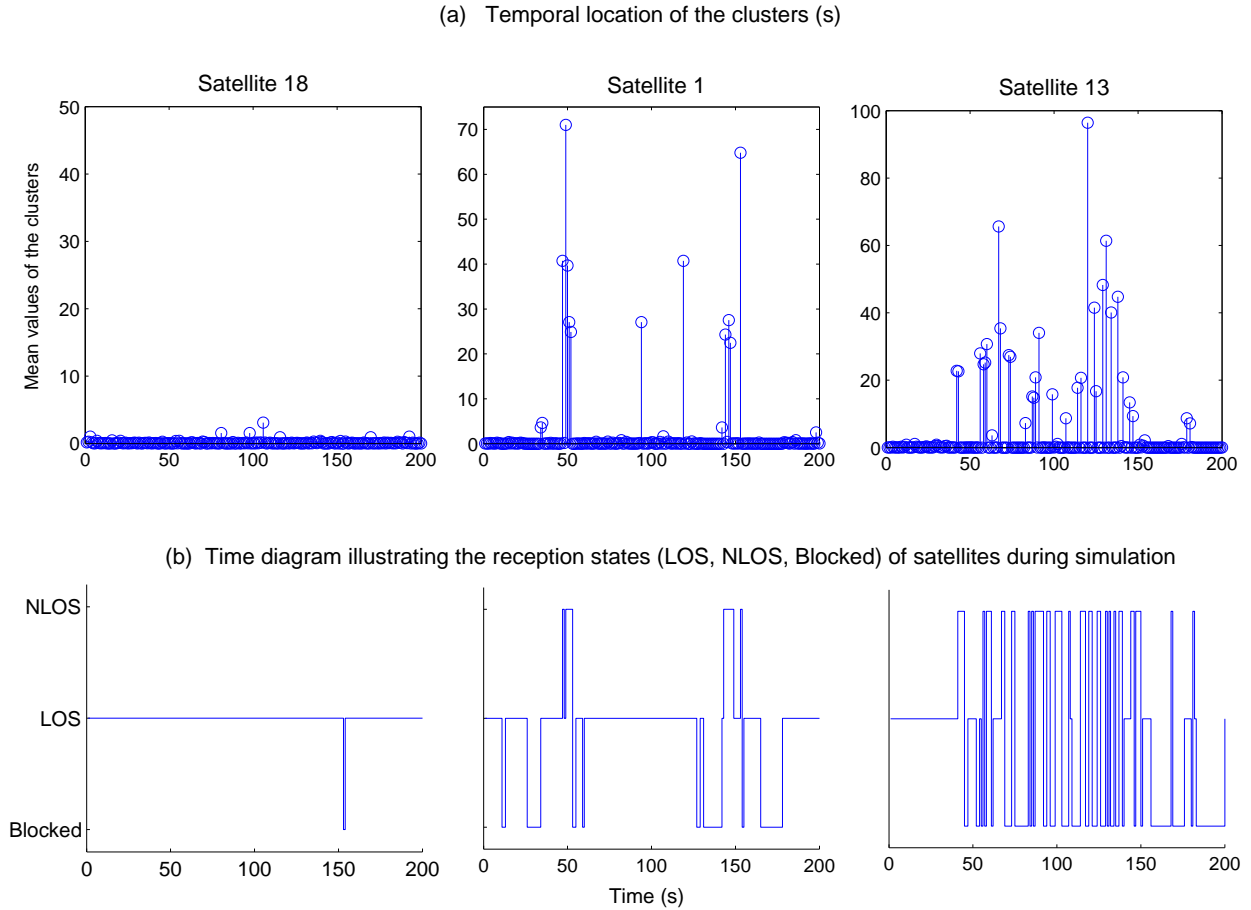 (a) Temporal location of the clusters (s)
Satellite 18
Satellite 1
Satellite 13
Mean values of the clusters
50
40
30
20
10
0
0 50 100 150 200
70
60
50
40
30
20
10
0
0 50 100 150 200
100
80
60
40
20
0
0 50 100 150 200
(b) Time diagram illustrating the reception states (LOS, NLOS, Blocked) of satellites during simulation
NLOS
LOS
Blocked
0 50 100 150 200
0 50 100 150 200
0 50 100 150 200
Time (s)